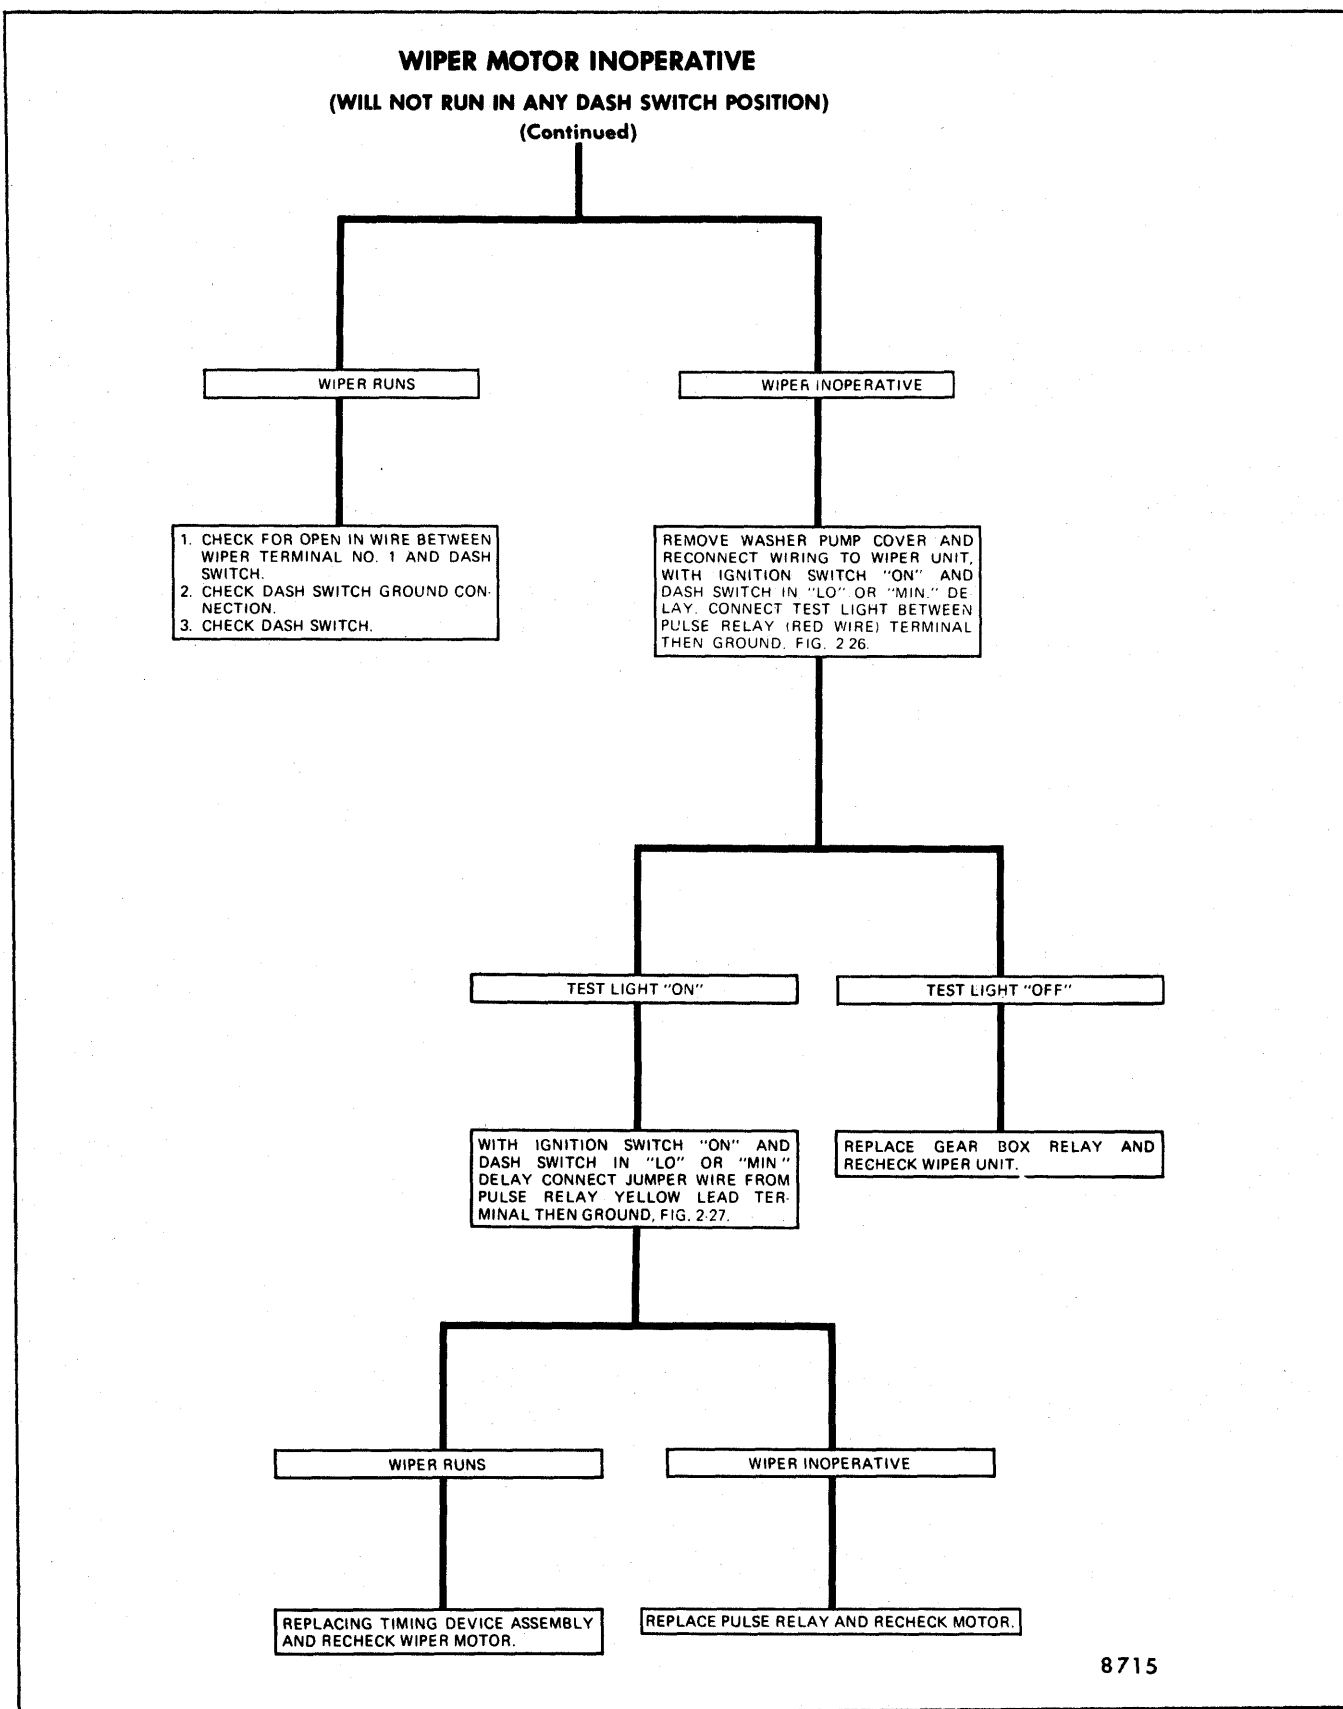 WIPER MOTOR INOPERATIVE
(WILL NOT RUN IN ANY DASH SWITCH POSITION)
(Continued)
WIPER RUNS
WIPER INOPERATIVE
1. CHECK FOR OPEN IN WIRE BETWEEN
WIPER TERMINAL NO. 1 AND DASH
SWITCH.
2. CHECK DASH SWITCH GROUND CON-
NECTION.
3. CHECK DASH SWITCH.
REMOVE WASHER PUMP COVER AND
RECONNECT WIRING TO WIPER UNIT,
WITH IGNITION SWITCH "ON" AND
DASH SWITCH IN "LO" OR "MIN." DE
LAY. CONNECT TEST LIGHT BETWEEN
PULSE RELAY (RED WIRE) TERMINAL
THEN GROUND. FIG. 2 26.
TEST LIGHT "ON"
TEST LIGHT "OFF"
WITH IGNITION SWITCH "ON" AND
DASH SWITCH IN "LO" OR "MIN"
DELAY CONNECT JUMPER WIRE FROM
PULSE RELAY YELLOW LEAD TER-
MINAL THEN GROUND, FIG. 2-27.
REPLACE GEAR BOX RELAY AND
RECHECK WIPER UNIT.
WIPER RUNS
WIPER INOPERATIVE
REPLACING TIMING DEVICE ASSEMBLY
AND RECHECK WIPER MOTOR.
REPLACE PULSE RELAY AND RECHECK MOTOR.
8715